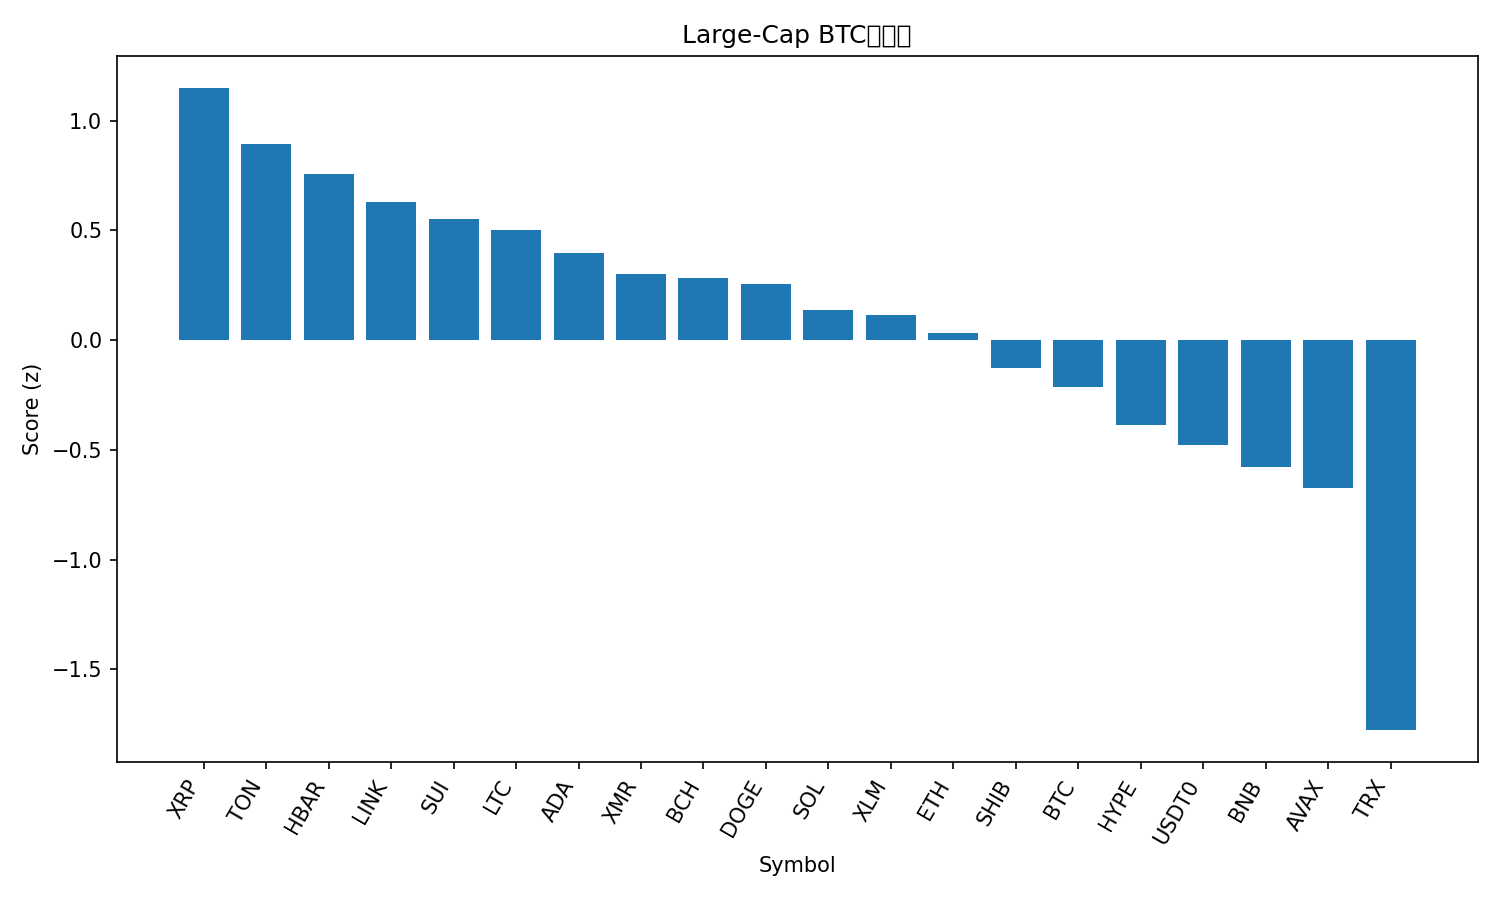 Large-Cap BTC
1.0
0.5
0.0
−0.5
−1.0
−1.5
Score (z)
XRP
TON
HBAR
LINK
SUI
LTC
ADA
XMR
BCH
DOGE
SOL
XLM
ETH
SHIB
BTC
HYPE
USDT0
BNB
AVAX
TRX
Symbol